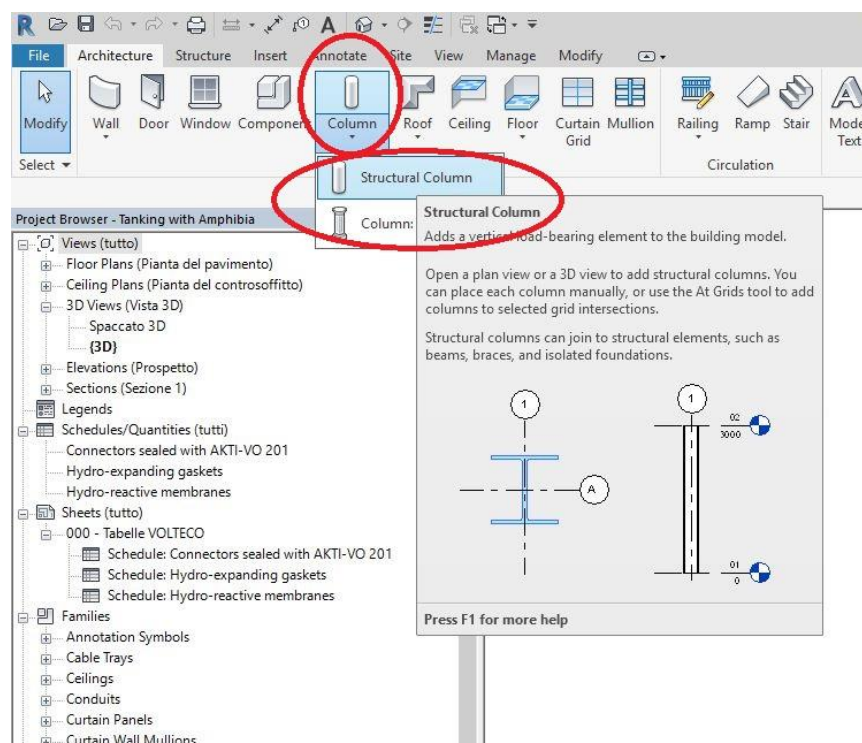 File Architecture Structure Insert Annotate Site View Manage Modify
Modify Wall Door Window Component Column Roof Ceiling Floor Curtain Grid Mullion Railing Ramp Stair Model Text
Select Circulation
Structural Column
Column:
Project Browser - Tanking with Amphibia
Views (tutto)
Floor Plans (Pianta del pavimento)
Ceiling Plans (Pianta del controsoffitto)
3D Views (Vista 3D)
Spaccato 3D
{3D}
Elevations (Prospetto)
Sections (Sezione 1)
Legends
Schedules/Quantities (tutti)
Connectors sealed with AKTI-VO 201
Hydro-expanding gaskets
Hydro-reactive membranes
Sheets (tutto)
000 - Tabelle VOLTECO
Schedule: Connectors sealed with AKTI-VO 201
Schedule: Hydro-expanding gaskets
Schedule: Hydro-reactive membranes
Families
Annotation Symbols
Cable Trays
Ceilings
Conduits
Curtain Panels
Curtain Wall Mullions
Structural Column
Adds a vertical load-bearing element to the building model.
Open a plan view or a 3D view to add structural columns. You
can place each column manually, or use the At Grids tool to add
columns to selected grid intersections.
Structural columns can join to structural elements, such as
beams, braces, and isolated foundations.
1
A
1
02
3000
01
0
Press F1 for more help